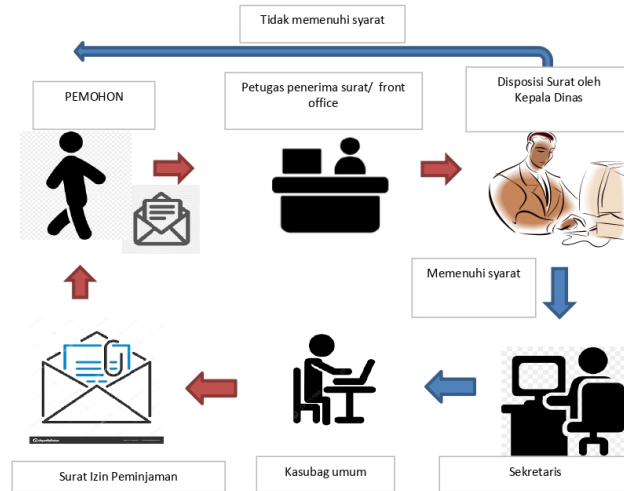 Tidak memenuhi syarat
PEMOHON
Petugas penerima surat/ front
office
Disposisi Surat oleh
Kepala Dinas
Memenuhi syarat
Surat Izin Peminjaman
Kasubag umum
Sekretaris